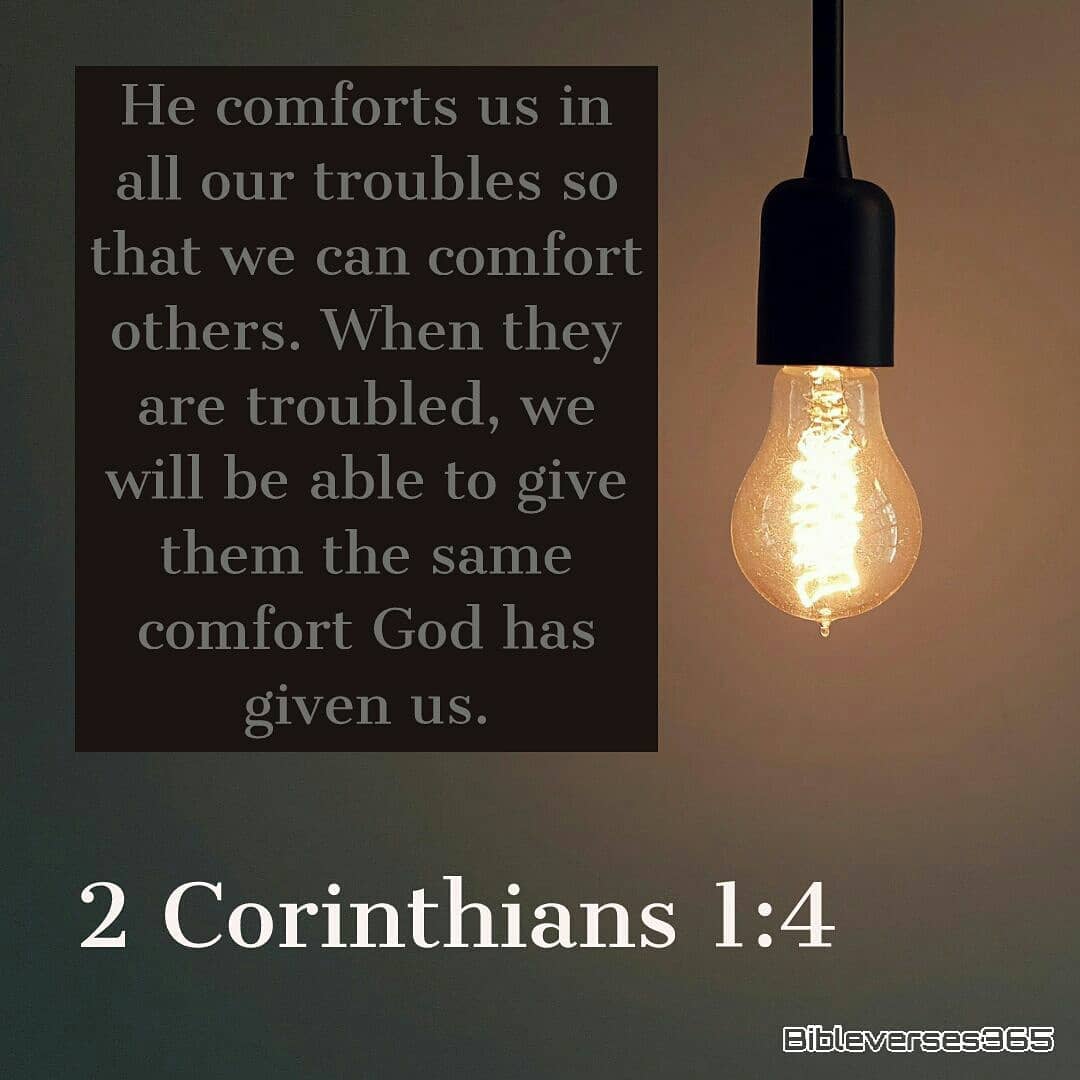 He comforts us in
all our troubles so
that we can comfort
others. When they
are troubled, we
will be able to give
them the same
comfort God has
given us.
2 Corinthians 1:4
Bibleverses365